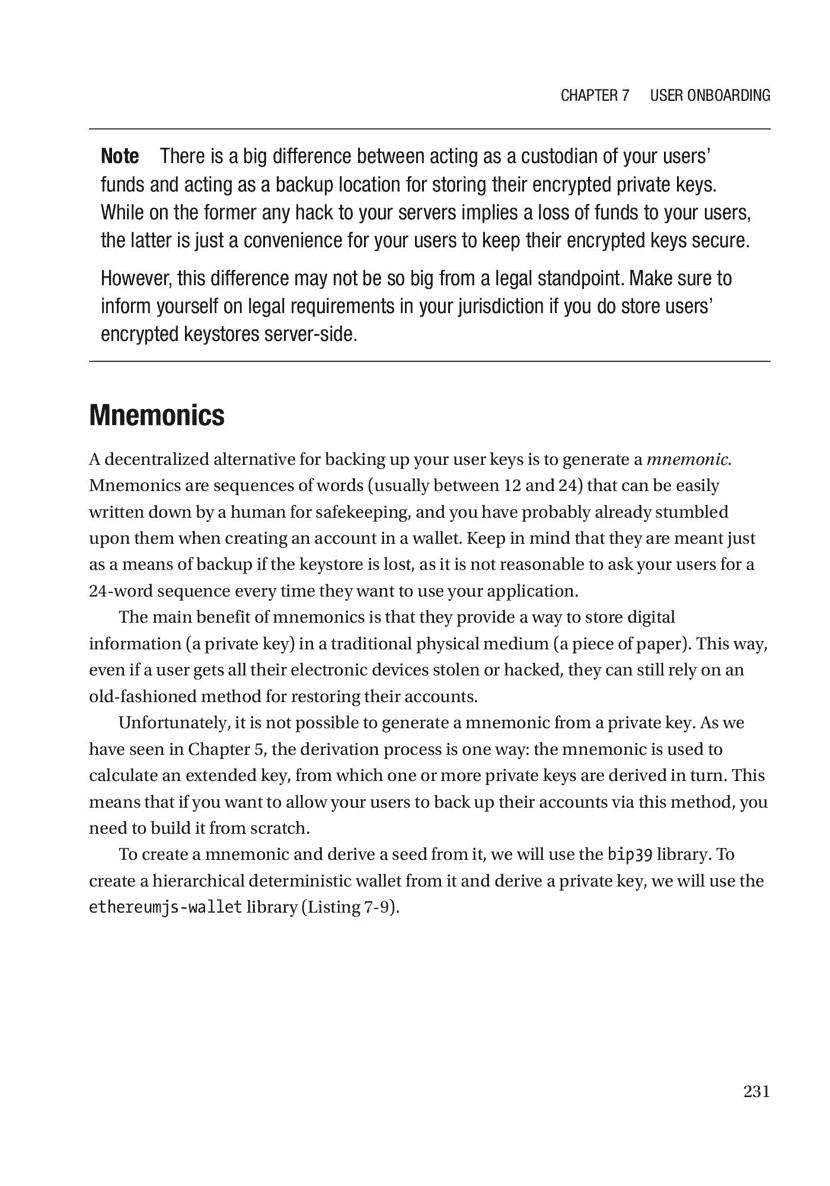 CHAPTER 7 USER ONBOARDING
Note There is a big difference between acting as a custodian of your users’
funds and acting as a backup location for storing their encrypted private keys.
While on the former any hack to your servers implies a loss of funds to your users,
the latter is just a convenience for your users to keep their encrypted keys secure.
However, this difference may not be so big from a legal standpoint. Make sure to
inform yourself on legal requirements in your jurisdiction if you do store users’
encrypted keystores server-side.
Mnemonics
A decentralized alternative for backing up your user keys is to generate a mnemonic.
Mnemonics are sequences of words (usually between 12 and 24) that can be easily
written down by a human for safekeeping, and you have probably already stumbled
upon them when creating an account in a wallet. Keep in mind that they are meant just
as a means of backup if the keystore is lost, as it is not reasonable to ask your users for a
24-word sequence every time they want to use your application.
The main benefit of mnemonics is that they provide a way to store digital
information (a private key) in a traditional physical medium (a piece of paper). This way,
even if a user gets all their electronic devices stolen or hacked, they can still rely on an
old-fashioned method for restoring their accounts.
Unfortunately, it is not possible to generate a mnemonic from a private key. As we
have seen in Chapter 5, the derivation process is one way: the mnemonic is used to
calculate an extended key, from which one or more private keys are derived in turn. This
means that if you want to allow your users to back up their accounts via this method, you
need to build it from scratch.
To create a mnemonic and derive a seed from it, we will use the bip39 library. To
create a hierarchical deterministic wallet from it and derive a private key, we will use the
ethereumjs-wallet library (Listing 7-9).
231